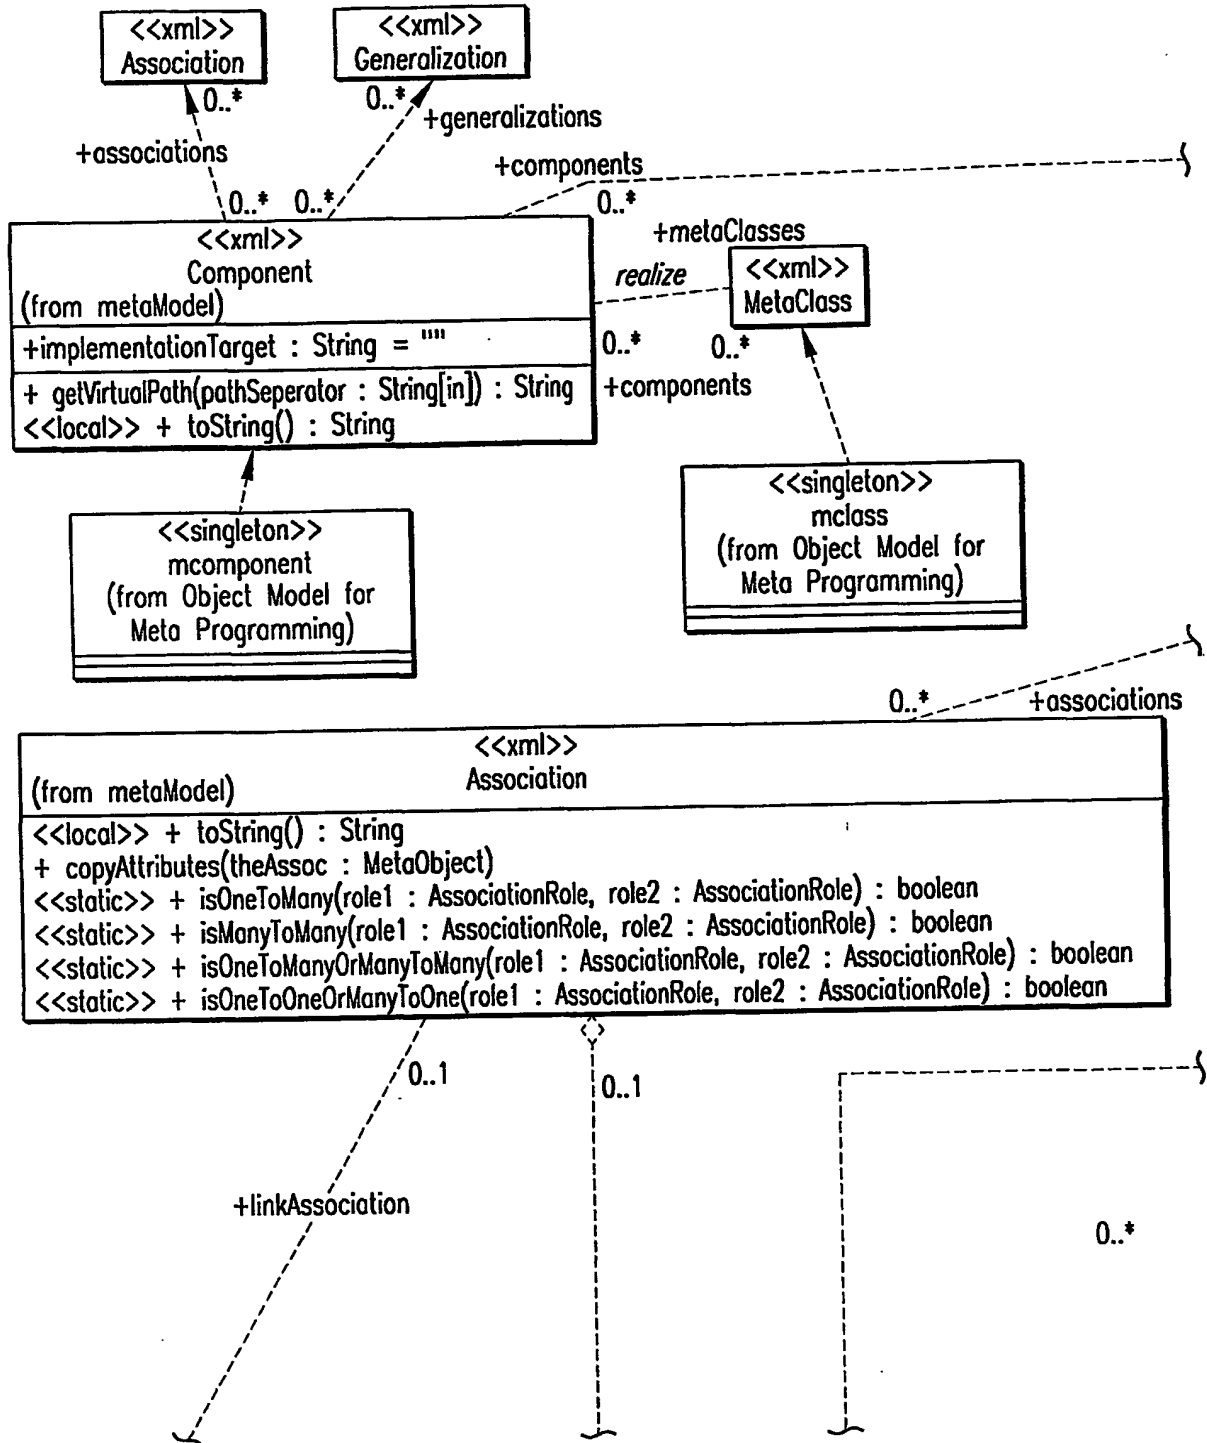 <<xml>>
Association
<<xml>>
Generalization
0..*
0..*
+generalizations
+associations
+components
0..*
0..*
0..*
+metaClasses
<<xml>>
Component
(from metaModel)
realize
<<xml>>
MetaClass
+implementationTarget : String = ""
0..*
0..*
+ getVirtualPath(pathSeperator : String[in]) : String
+components
<<local>> + toString() : String
<<singleton>>
mclass
(from Object Model for
Meta Programming)
<<singleton>>
mcomponent
(from Object Model for
Meta Programming)
0..*
+associations
<<xml>>
Association
(from metaModel)
<<local>> + toString() : String
+ copyAttributes(theAssoc : MetaObject)
<<static>> + isOneToMany(role1 : AssociationRole, role2 : AssociationRole) : boolean
<<static>> + isManyToMany(role1 : AssociationRole, role2 : AssociationRole) : boolean
<<static>> + isOneToManyOrManyToMany(role1 : AssociationRole, role2 : AssociationRole) : boolean
<<static>> + isOneToOneOrManyToOne(role1 : AssociationRole, role2 : AssociationRole) : boolean
0..1
0..1
+linkAssociation
0..*